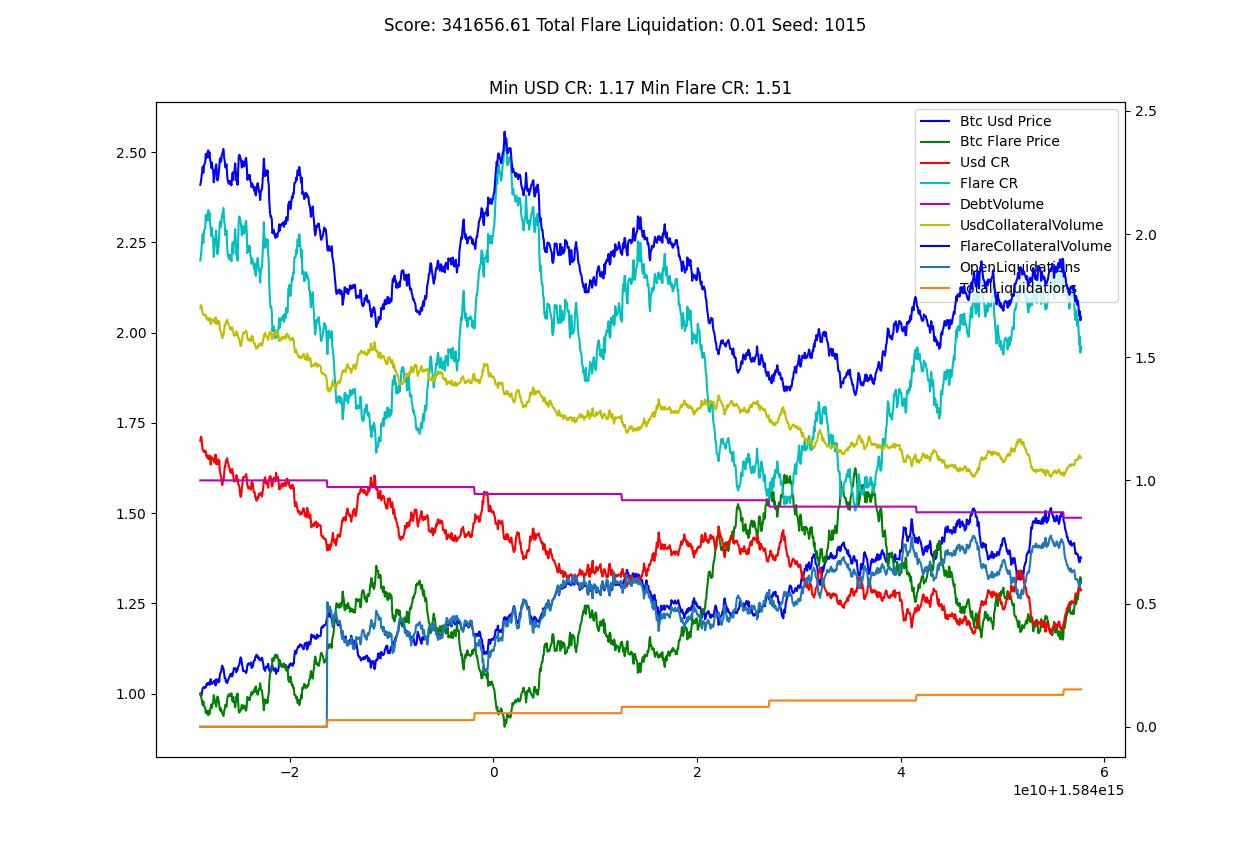 Score: 341656.61 Total Flare Liquidation: 0.01 Seed: 1015
Min USD CR: 1.17 Min Flare CR: 1.51
Btc Usd Price
Btc Flare Price
Usd CR
Flare CR
DebtVolume
UsdCollateralVolume
FlareCollateralVolume
OpenLiquidations
TotalLiquidations
2.50
2.25
2.00
1.75
1.50
1.25
1.00
2.5
2.0
1.5
1.0
0.5
0.0
−2
0
2
4
6
1e10+1.584e15